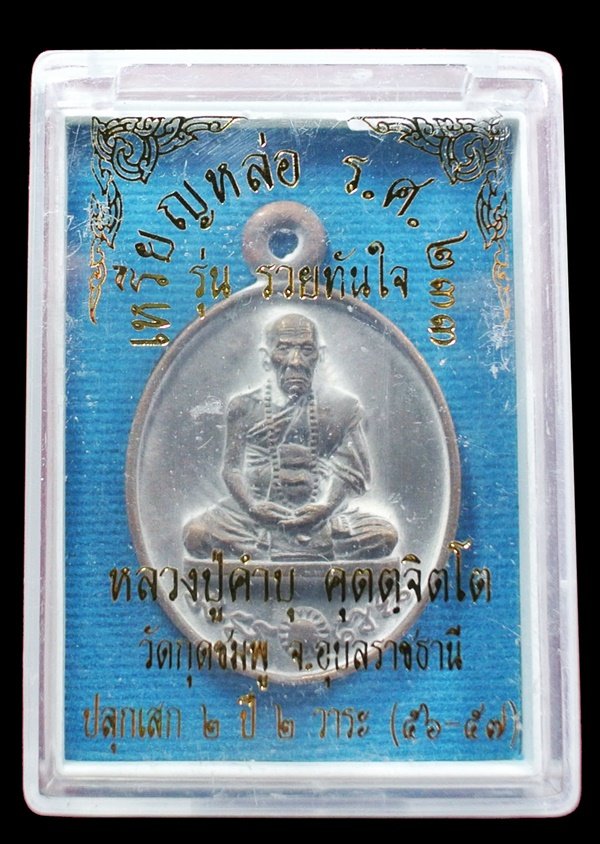 เหรียญหล่อ ร.ศ. ๒๓๓
รุ่น รวยทันใจ
หลวงปู่คำบุ คุตตฺจิตโต
วัดกุดชมพู จ.อุบลราชธานี
ปลุกเสก ๒ ปี ๒ วาระ (๕๖-๕๗)